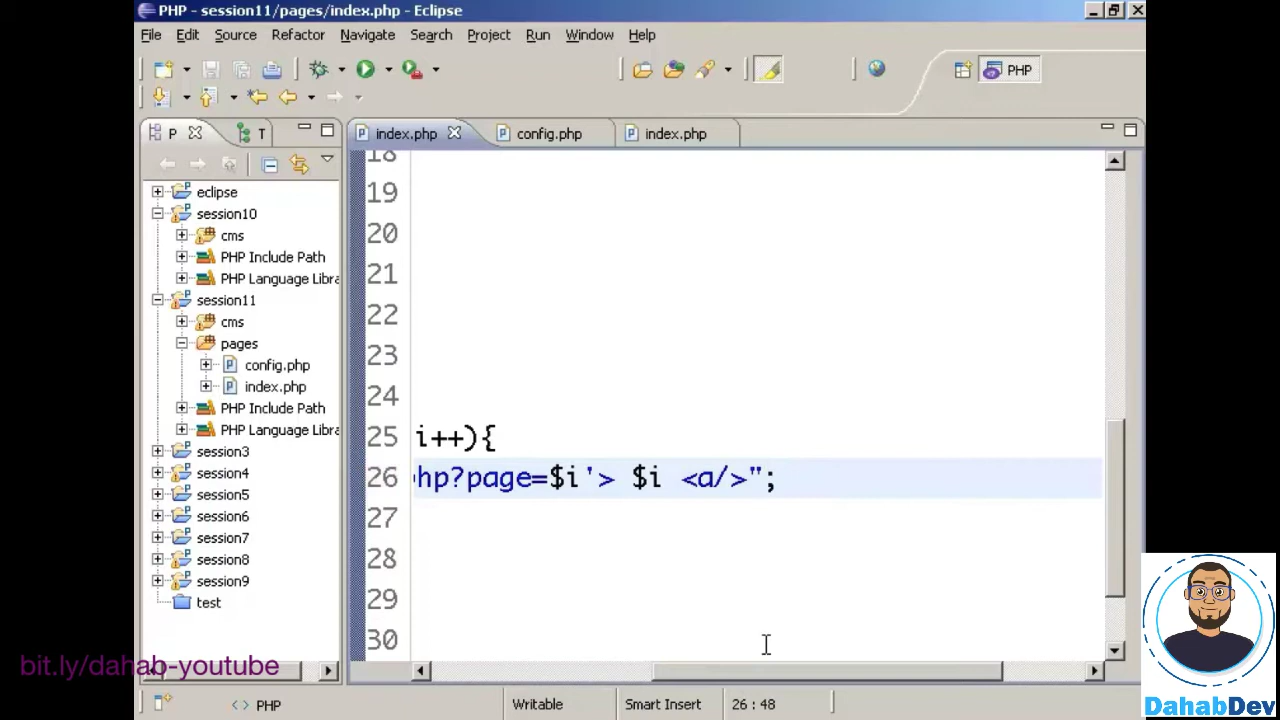 PHP - session11/pages/index.php - Eclipse
File Edit Source Refactor Navigate Search Project Run Window Help
PHP
P T
index.php config.php index.php
eclipse
session10
cms
PHP Include Path
PHP Language Libra
session11
cms
pages
config.php
index.php
PHP Include Path
PHP Language Libra
session3
session4
session5
session6
session7
session8
session9
test
18
19
20
21
22
23
24
25 i++){
26 hp?page=$i'> $i <a/>";
27
28
29
30
bit.ly/dahab-youtube
<> PHP Writable Smart Insert 26 : 48
DahabDev